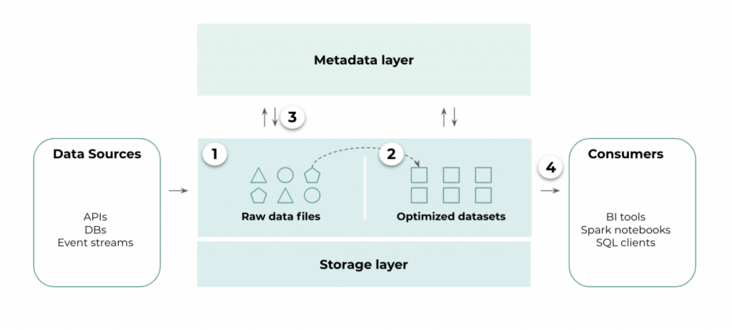 Metadata layer
3
Data Sources
1
2
4
Consumers
APIs
DBs
Event streams
Raw data files
Optimized datasets
BI tools
Spark notebooks
SQL clients
Storage layer